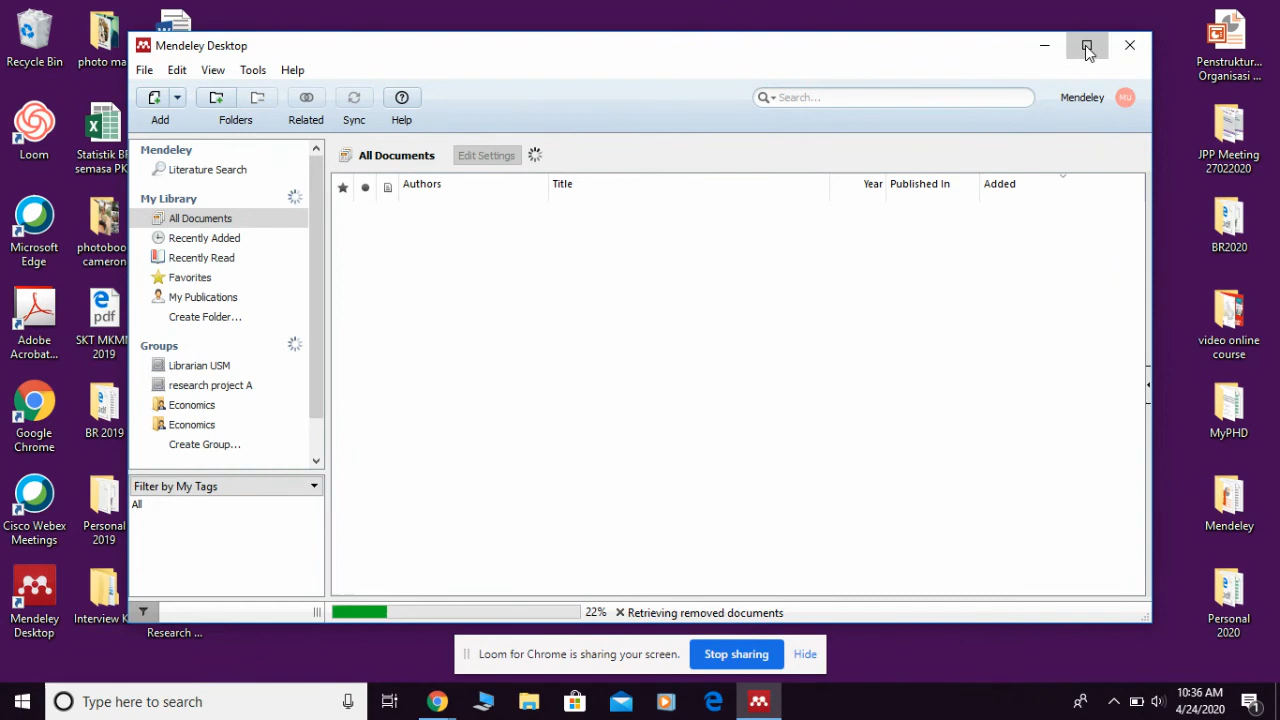 Recycle Bin
photo ma
Loom
Statistik BR
semasa PK
Microsoft
Edge
photoboo
cameron
Adobe
Acrobat...
SKT MKMN
2019
Google
Chrome
BR 2019
Cisco Webex
Meetings
Personal
2019
Mendeley
Desktop
Interview K
Research ...
Mendeley Desktop
File Edit View Tools Help
Add
Folders
Related
Sync
Help
Search...
Mendeley MU
Mendeley
Literature Search
My Library
All Documents
Recently Added
Recently Read
Favorites
My Publications
Create Folder...
Groups
Librarian USM
research project A
Economics
Economics
Create Group...
Filter by My Tags
All
All Documents Edit Settings
Authors Title Year Published In Added
22% Retrieving removed documents
Loom for Chrome is sharing your screen. Stop sharing Hide
Penstruktur...
Organisasi ...
JPP Meeting
27022020
BR2020
video online
course
MyPHD
Mendeley
Personal
2020
Type here to search
10:36 AM
4/24/2020
1